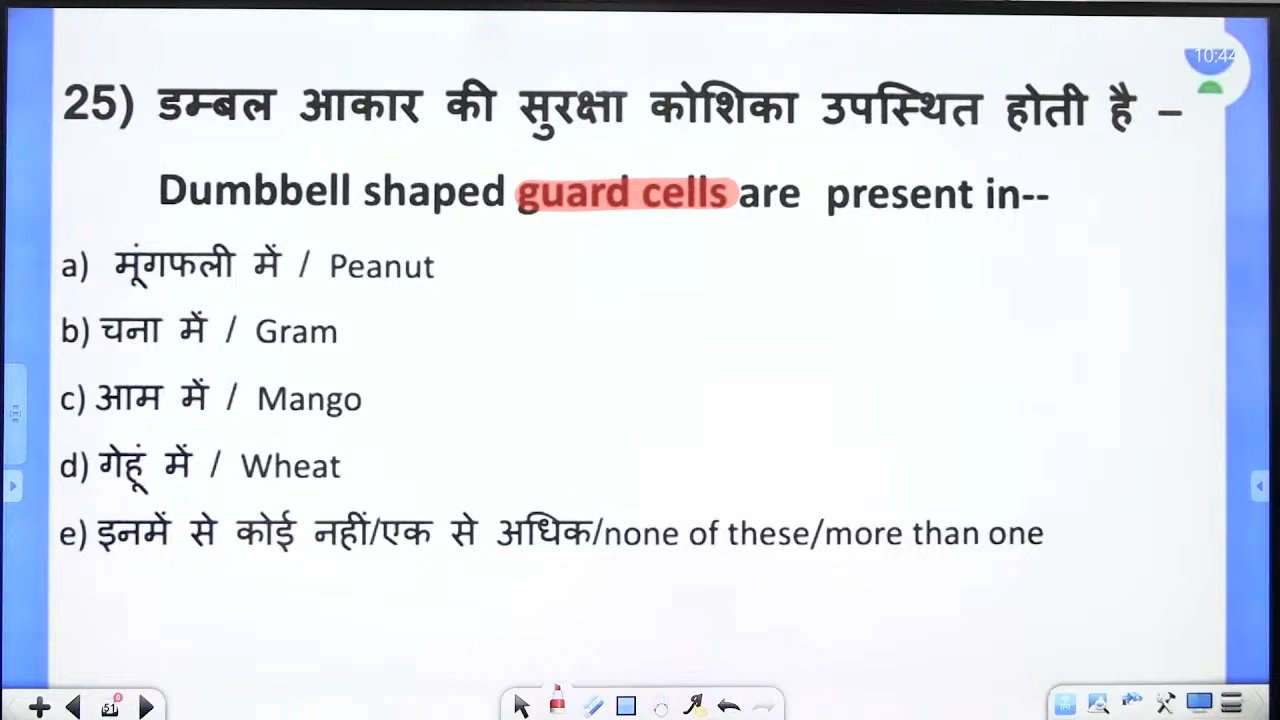 10:44
25) डम्बल आकार की सुरक्षा कोशिका उपस्थित होती है –
Dumbbell shaped guard cells are present in--
a) मूंगफली में / Peanut
b) चना में / Gram
c) आम में / Mango
d) गेहूं में / Wheat
e) इनमें से कोई नहीं/एक से अधिक/none of these/more than one
51